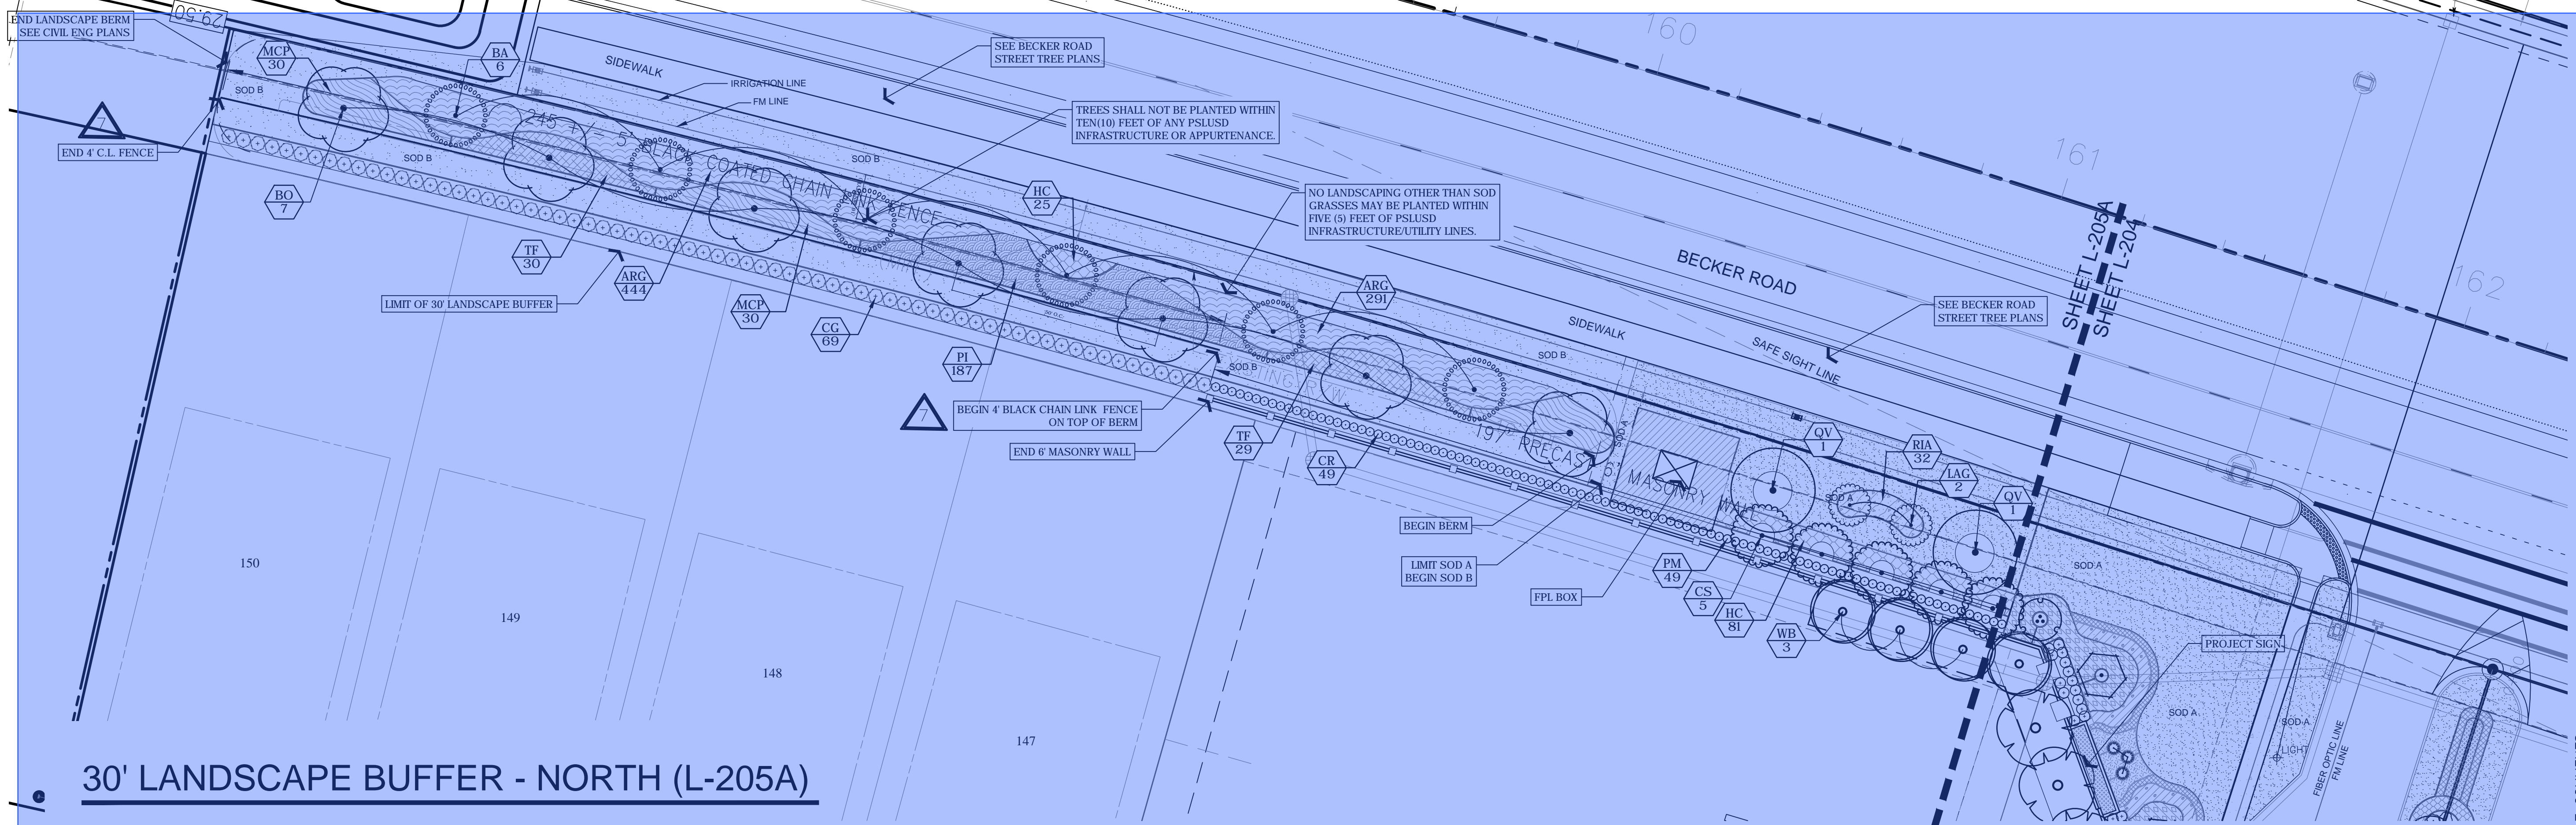 END LANDSCAPE BERM
SEE CIVIL ENG PLANS
29.50
MCP
30
BA
6
SIDEWALK
IRRIGATION LINE
FM LINE
SEE BECKER ROAD
STREET TREE PLANS
160
SOD B
7
END 4' C.L. FENCE
245 +/- 5' BLACK COATED CHAIN LINK FENCE
SOD B
SOD B
TREES SHALL NOT BE PLANTED WITHIN
TEN(10) FEET OF ANY PSLUSD
INFRASTRUCTURE OR APPURTENANCE.
161
BO
7
HC
25
NO LANDSCAPING OTHER THAN SOD
GRASSES MAY BE PLANTED WITHIN
FIVE (5) FEET OF PSLUSD
INFRASTRUCTURE/UTILITY LINES.
TF
30
ARG
444
LIMIT OF 30' LANDSCAPE BUFFER
MCP
30
CG
69
PI
187
ARG
291
BECKER ROAD
SHEET L-205A
SHEET L-204
162
SEE BECKER ROAD
STREET TREE PLANS
SIDEWALK
SAFE SIGHT LINE
SOD B
SOD B
7
BEGIN 4' BLACK CHAIN LINK FENCE
ON TOP OF BERM
END 6' MASONRY WALL
TF
29
CR
49
197' PRECAST 6' MASONRY WALL
SOD A
QV
1
RIA
32
LAG
2
QV
1
SOD A
BEGIN BERM
LIMIT SOD A
BEGIN SOD B
FPL BOX
PM
49
CS
5
HC
81
WB
3
SOD A
PROJECT SIGN
SOD A
SOD A
LIGHT
FIBER OPTIC LINE
FM LINE
150
149
148
147
30' LANDSCAPE BUFFER - NORTH (L-205A)